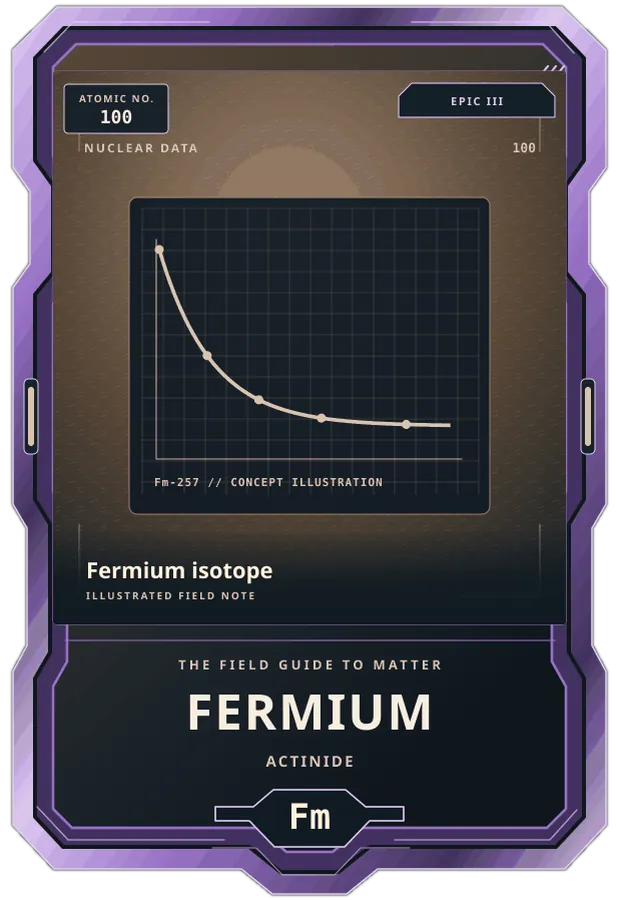 ATOMIC NO.
100
EPIC III
NUCLEAR DATA
100
Fm-257 // CONCEPT ILLUSTRATION
Fermium isotope
ILLUSTRATED FIELD NOTE
THE FIELD GUIDE TO MATTER
FERMIUM
ACTINIDE
Fm